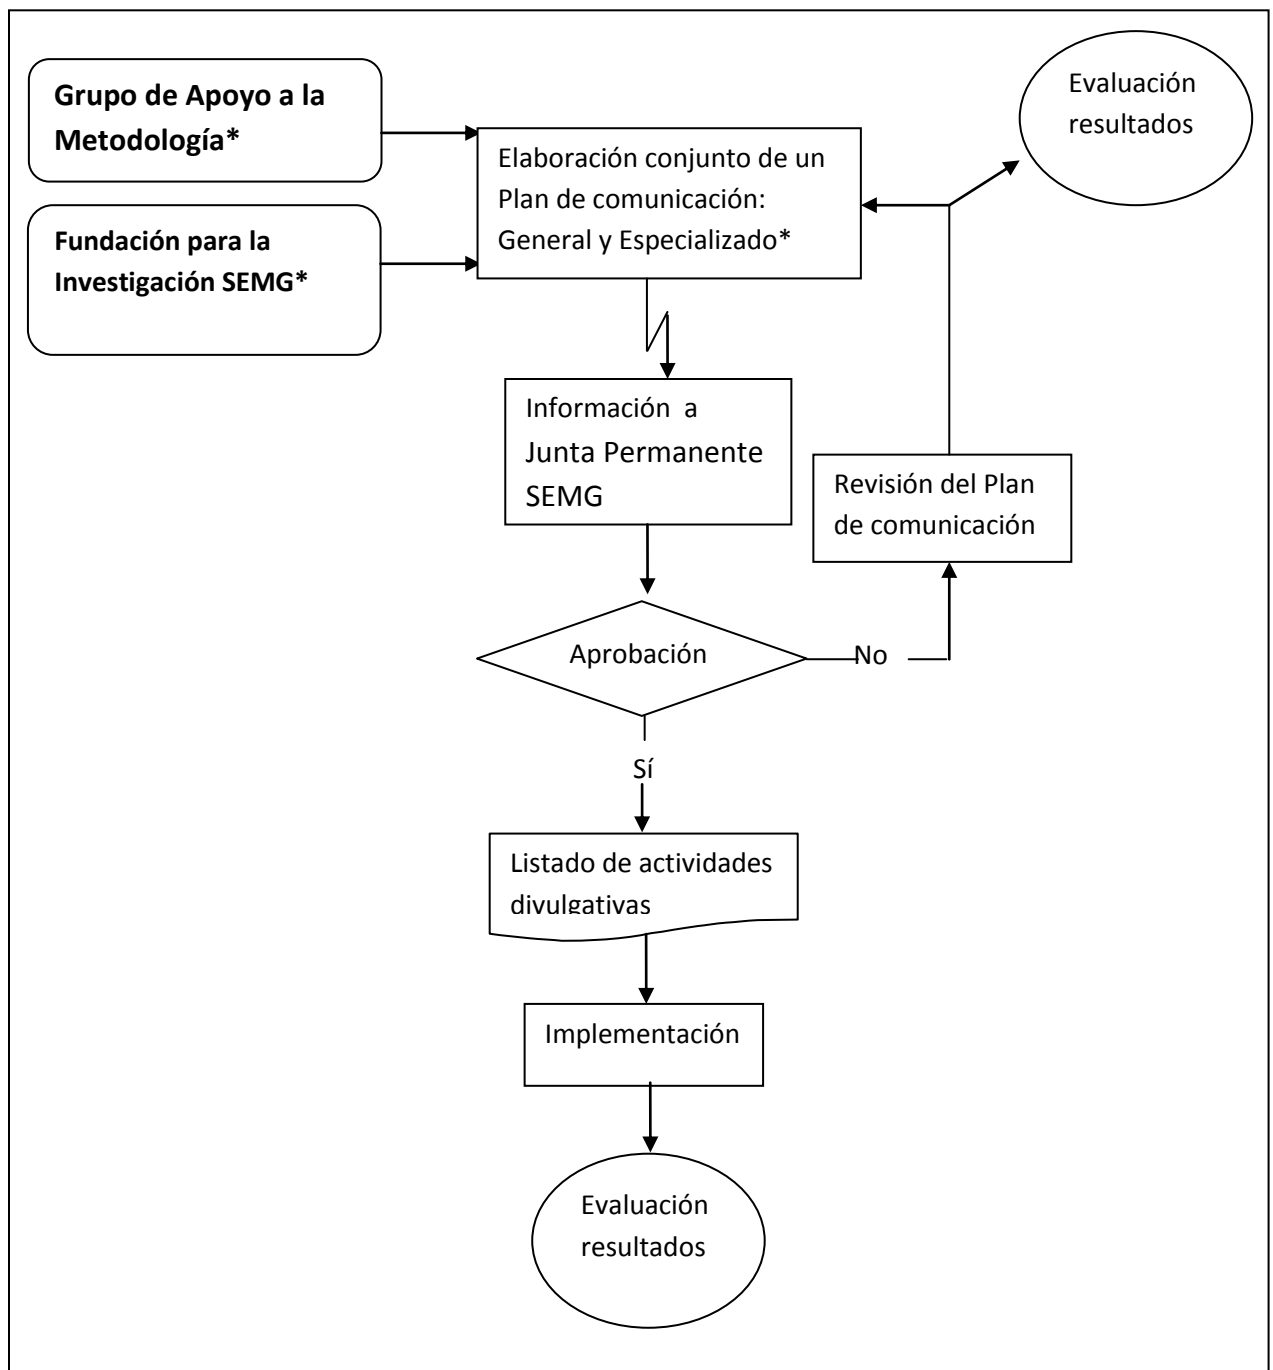 Grupo de Apoyo a la
Metodología*
Fundación para la
Investigación SEMG*
Elaboración conjunto de un
Plan de comunicación:
General y Especializado*
Evaluación
resultados
Información  a
Junta Permanente
SEMG
Revisión del Plan
de comunicación
Aprobación
No
Sí
Listado de actividades
divulgativas
Implementación
Evaluación
resultados